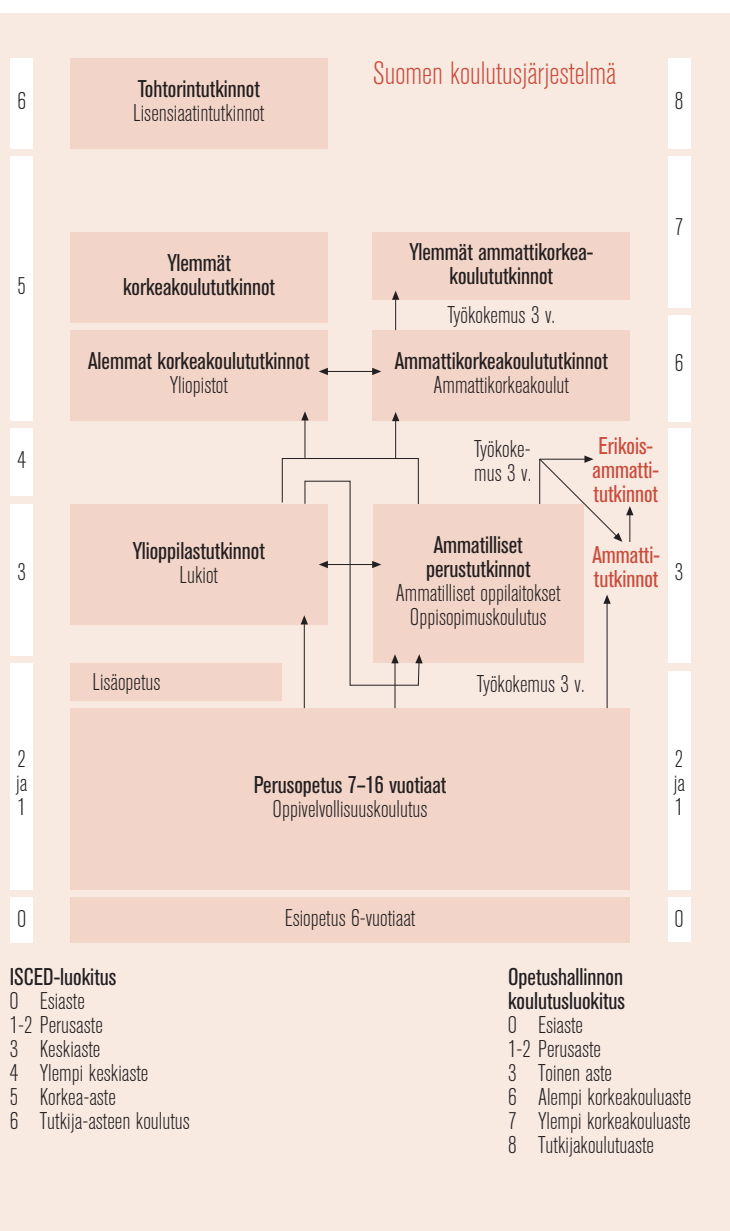 Suomen koulutusjärjestelmä
6
Tohtorintutkinnot
Lisensiaatintutkinnot
8
7
5
Ylemmät
korkeakoulututkinnot
Ylemmät ammattikorkea-
koulututkinnot
Työkokemus 3 v.
Alemmat korkeakoulututkinnot
Yliopistot
Ammattikorkeakoulututkinnot
Ammattikorkeakoulut
6
4
Työkoke-
mus 3 v.
Erikois-
ammatti-
tutkinnot
3
Ylioppilastutkinnot
Lukiot
Ammatilliset
perustutkinnot
Ammatilliset oppilaitokset
Oppisopimuskoulutus
Ammatti-
tutkinnot
3
Lisäopetus
Työkokemus 3 v.
2
ja
1
Perusopetus 7–16 vuotiaat
Oppivelvollisuuskoulutus
2
ja
1
0
Esiopetus 6-vuotiaat
0
ISCED-luokitus
0 Esiaste
1-2 Perusaste
3 Keskiaste
4 Ylempi keskiaste
5 Korkea-aste
6 Tutkija-asteen koulutus
Opetushallinnon
koulutusluokitus
0 Esiaste
1-2 Perusaste
3 Toinen aste
6 Alempi korkeakouluaste
7 Ylempi korkeakouluaste
8 Tutkijakoulutuaste